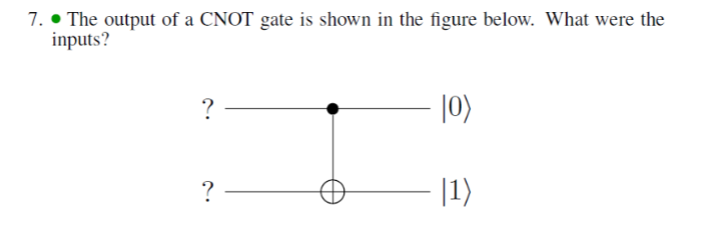 7. • The output of a CNOT gate is shown in the figure below. What were the
inputs?
? |0⟩
? |1⟩